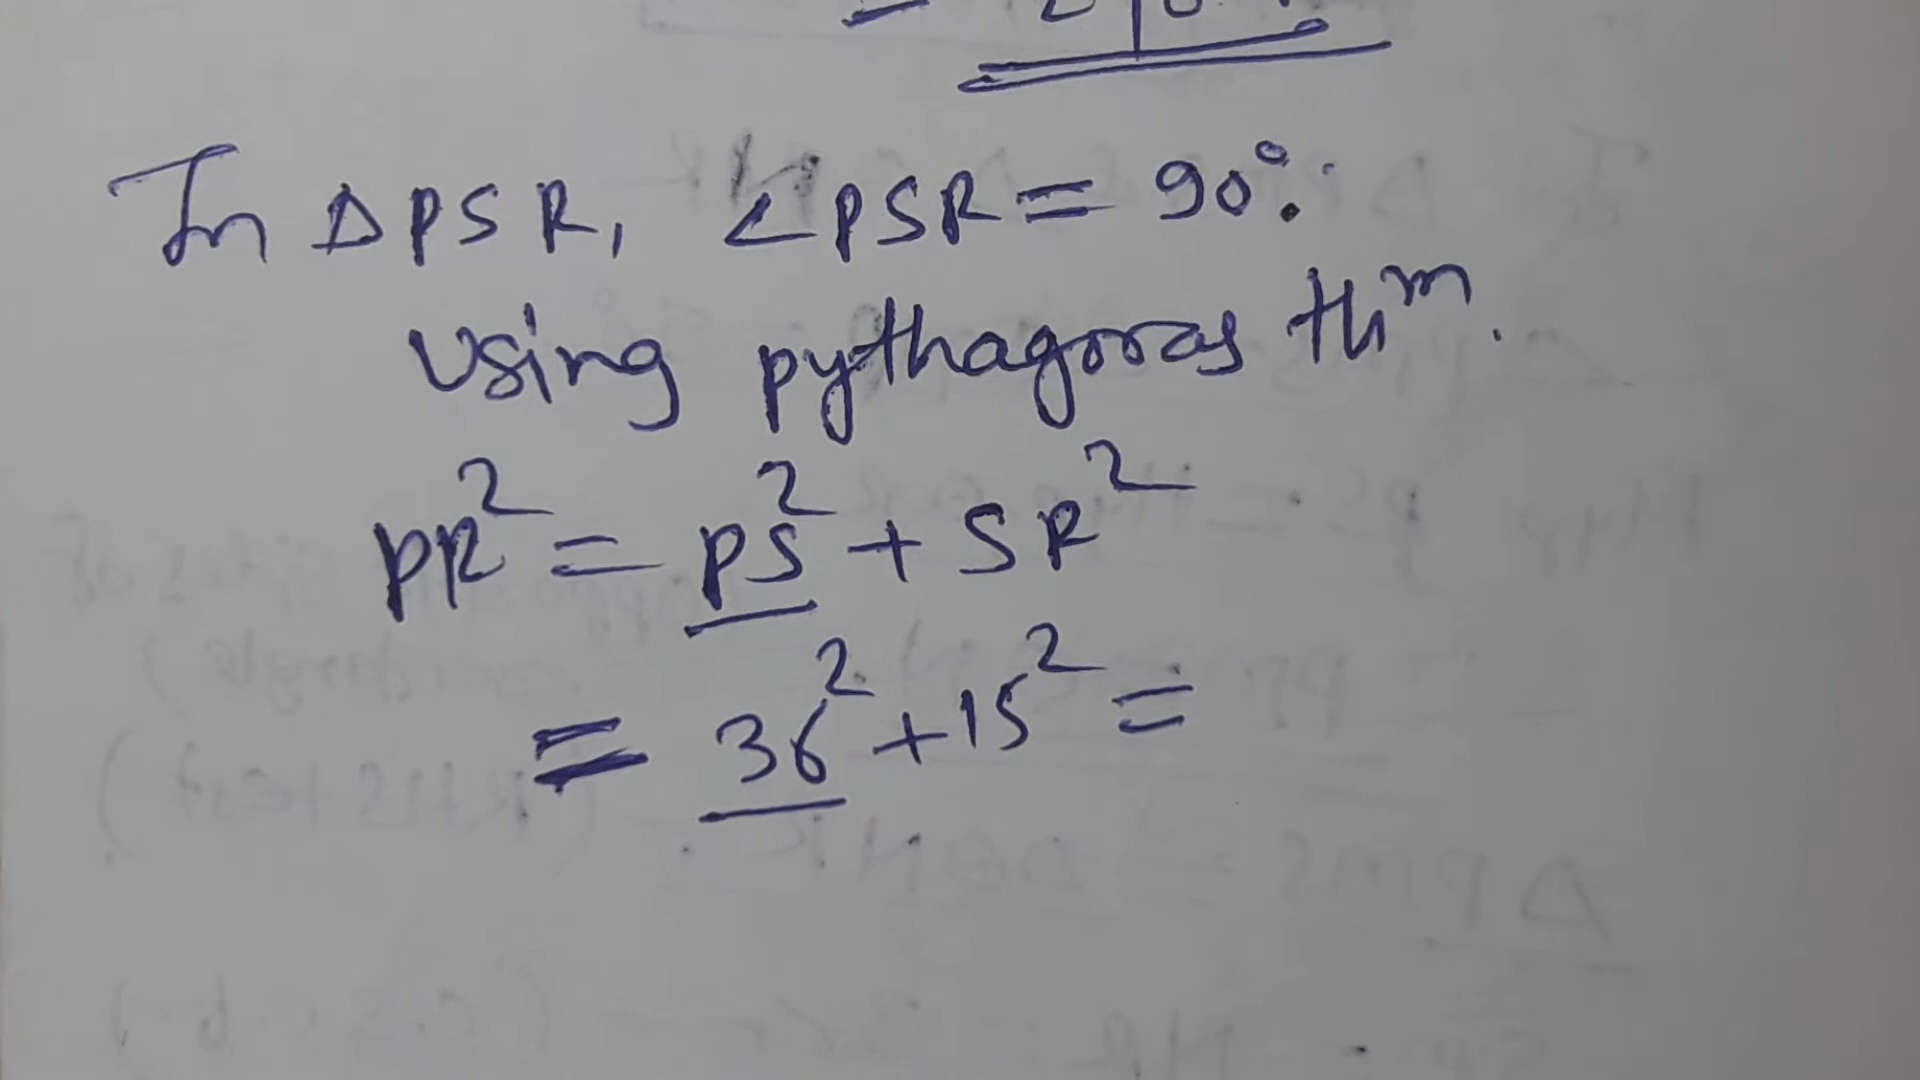 In ΔPSR, ∠PSR = 90°.
Using pythagoras thm.
PR² = PS² + SR²
= 36² + 15² =